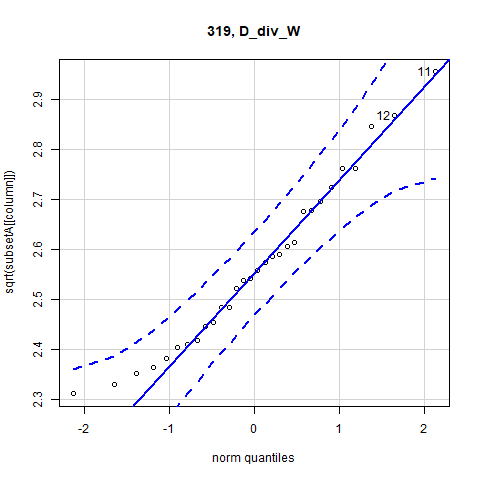 319, D_div_W
sqrt(subsetA[[column]])
2.9
2.8
2.7
2.6
2.5
2.4
2.3
11
12
-2 -1 0 1 2
norm quantiles